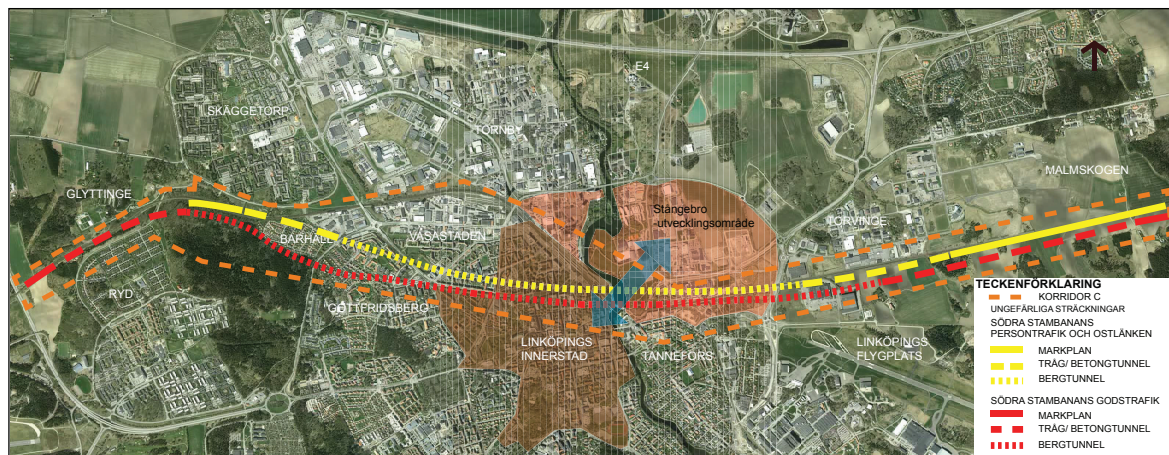 E4
SKÄGGETORP
TORNBY
MALMSKOGEN
GLYTTINGE
Stångebro
-utvecklingsområde
TORVINGE
BARHÄLL
VASASTADEN
RYD
GOTTFRIDSBERG
LINKÖPINGS
INNERSTAD
TANNEFORS
LINKÖPINGS
FLYGPLATS
TECKENFÖRKLARING
KORRIDOR C
UNGEFÄRLIGA STRÄCKNINGAR
SÖDRA STAMBANANS
PERSONTRAFIK OCH OSTLÄNKEN
MARKPLAN
TRÅG/ BETONGTUNNEL
BERGTUNNEL
SÖDRA STAMBANANS GODSTRAFIK
MARKPLAN
TRÅG/ BETONGTUNNEL
BERGTUNNEL